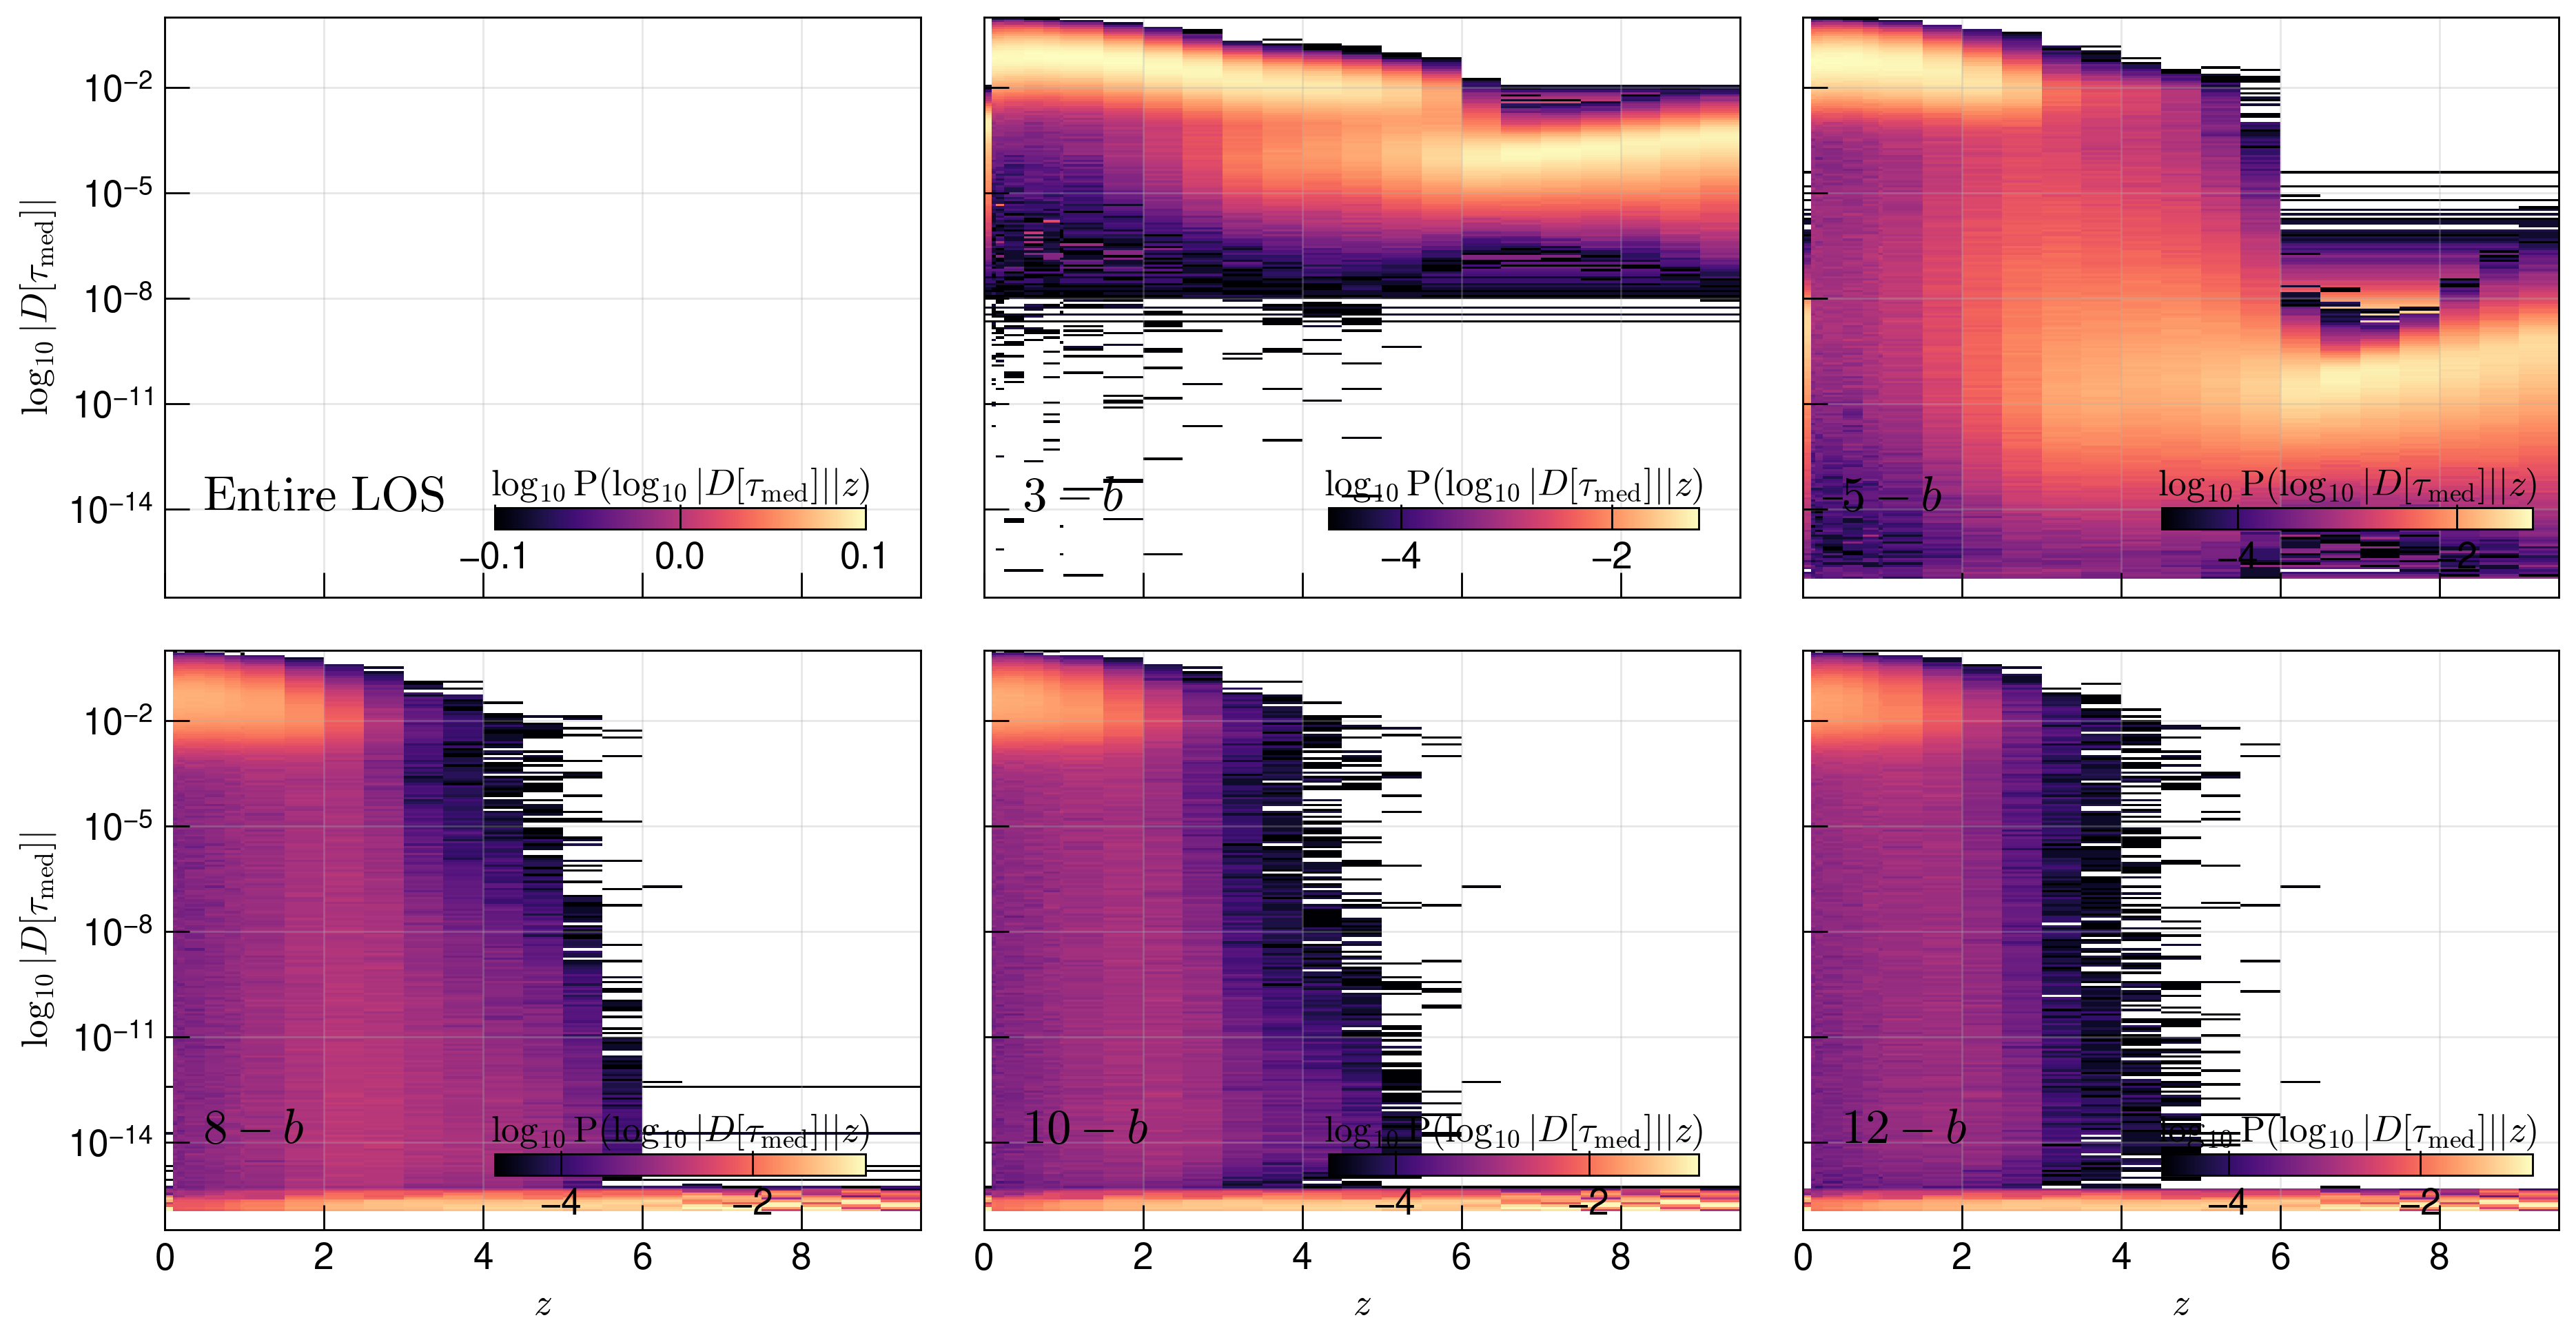 10⁻²
10⁻⁵
10⁻⁸
10⁻¹¹
10⁻¹⁴
log₁₀ |D[τ_med]|
Entire LOS
log₁₀ P(log₁₀ |D[τ_med]||z)
−0.1 0.0 0.1
3 − b
log₁₀ P(log₁₀ |D[τ_med]||z)
−4 −2
5 − b
log₁₀ P(log₁₀ |D[τ_med]||z)
−4 −2
10⁻²
10⁻⁵
10⁻⁸
10⁻¹¹
10⁻¹⁴
log₁₀ |D[τ_med]|
8 − b
log₁₀ P(log₁₀ |D[τ_med]||z)
−4 −2
10 − b
log₁₀ P(log₁₀ |D[τ_med]||z)
−4 −2
12 − b
log₁₀ P(log₁₀ |D[τ_med]||z)
−4 −2
0 2 4 6 8
z
0 2 4 6 8
z
0 2 4 6 8
z